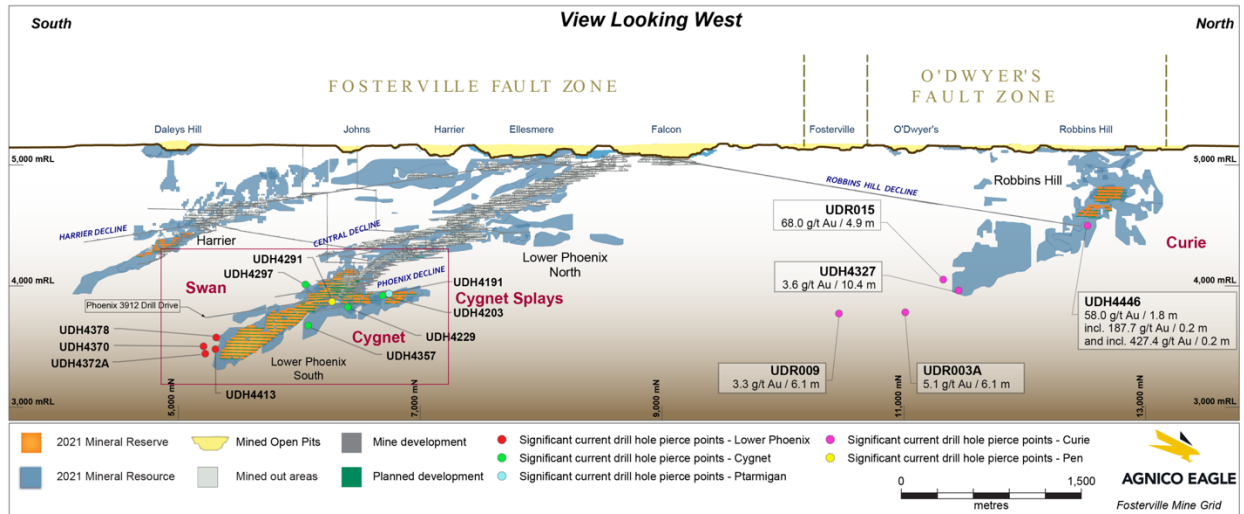 South
View Looking West
North
FOSTERVILLE FAULT ZONE
O'DWYER'S
FAULT ZONE
Daleys Hill
Johns
Harrier
Ellesmere
Falcon
Fosterville
O'Dwyer's
Robbins Hill
5,000 mRL
5,000 mRL
ROBBINS HILL DECLINE
Robbins Hill
HARRIER DECLINE
Harrier
CENTRAL DECLINE
Lower Phoenix
North
UDR015
68.0 g/t Au / 4.9 m
Curie
UDH4291
UDH4297
PHOENIX DECLINE
UDH4191
UDH4327
3.6 g/t Au / 10.4 m
4,000 mRL
4,000 mRL
Swan
Cygnet Splays
Phoenix 3912 Drill Drive
UDH4203
UDH4446
58.0 g/t Au / 1.8 m
incl. 187.7 g/t Au / 0.2 m
and incl. 427.4 g/t Au / 0.2 m
UDH4378
Cygnet
UDH4229
UDH4370
UDH4357
UDH4372A
Lower Phoenix
South
UDH4413
UDR009
3.3 g/t Au / 6.1 m
UDR003A
5.1 g/t Au / 6.1 m
3,000 mRL
5,000 mN
7,000 mN
9,000 mN
11,000 mN
13,000 mN
3,000 mRL
2021 Mineral Reserve
Mined Open Pits
Mine development
Significant current drill hole pierce points - Lower Phoenix
Significant current drill hole pierce points - Curie
Significant current drill hole pierce points - Cygnet
Significant current drill hole pierce points - Pen
2021 Mineral Resource
Mined out areas
Planned development
Significant current drill hole pierce points - Ptarmigan
0
1,500
metres
AGNICO EAGLE
Fosterville Mine Grid